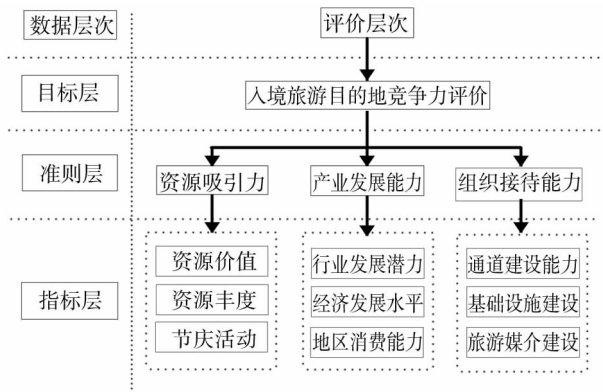 数据层次
评价层次
目标层
入境旅游目的地竞争力评价
准则层
资源吸引力
产业发展能力
组织接待能力
指标层
资源价值
资源丰度
节庆活动
行业发展潜力
经济发展水平
地区消费能力
通道建设能力
基础设施建设
旅游媒介建设